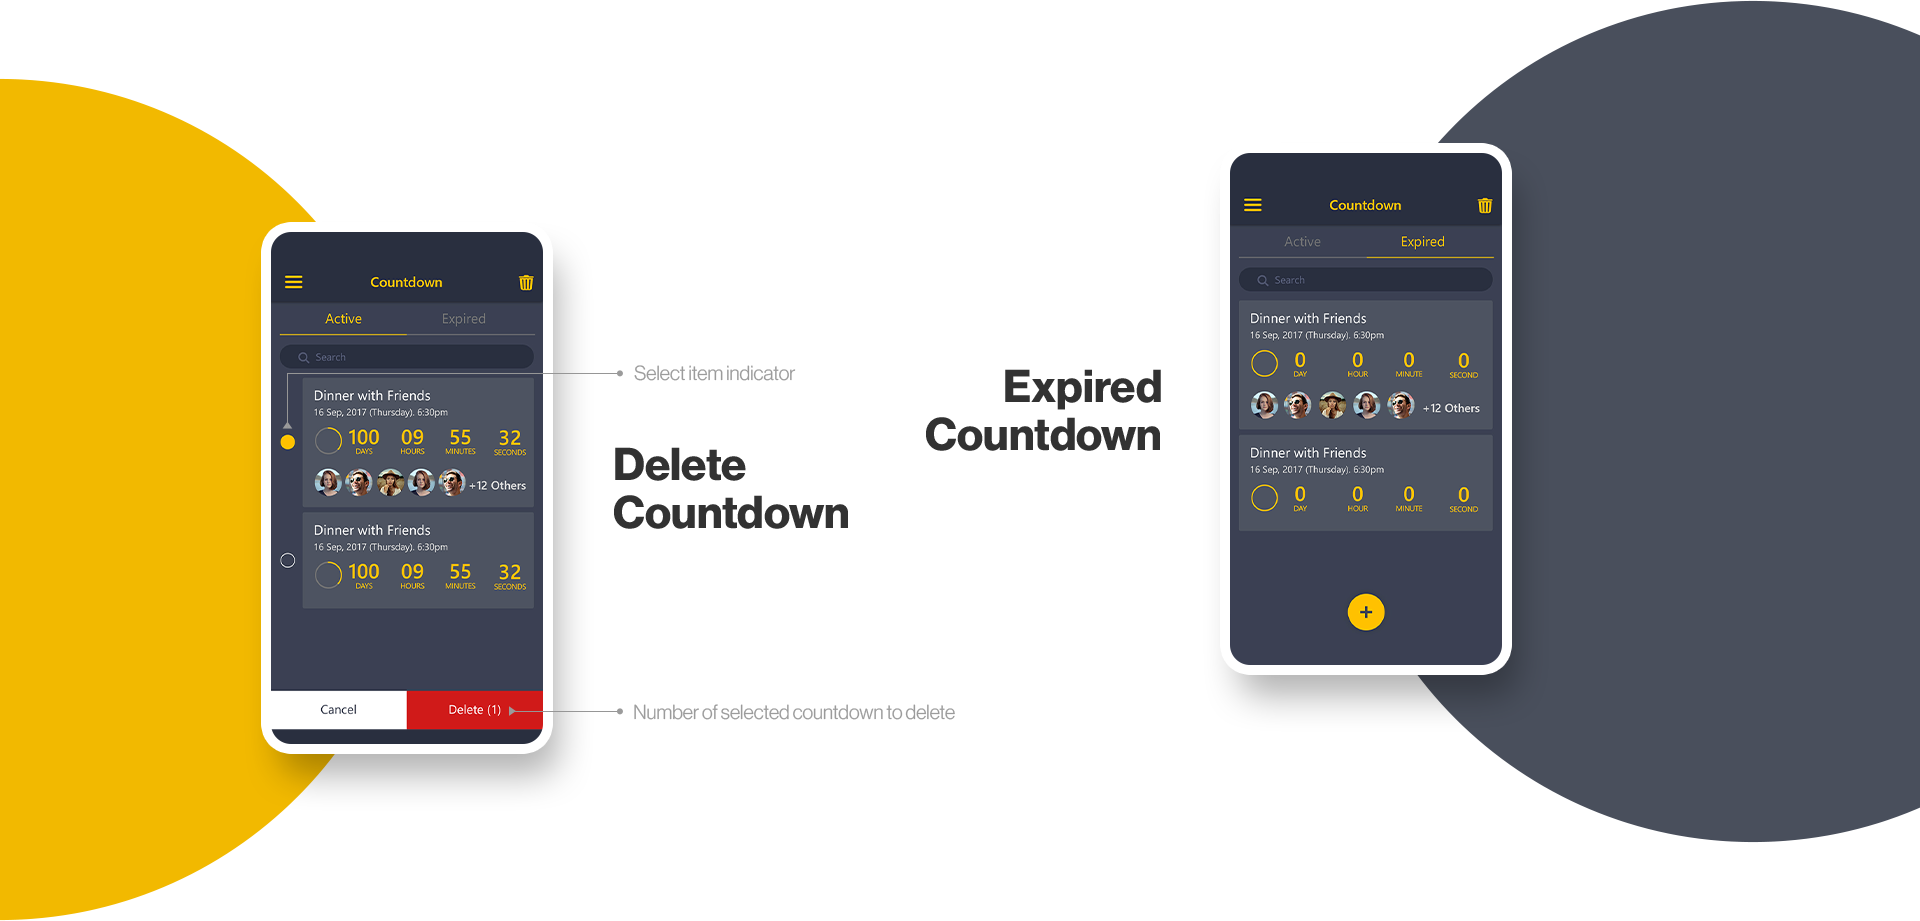 Countdown
Active Expired
Search
Dinner with Friends
16 Sep, 2017 (Thursday). 6:30pm
100 09 55 32
DAYS HOURS MINUTES SECONDS
+12 Others
Dinner with Friends
16 Sep, 2017 (Thursday). 6:30pm
100 09 55 32
DAYS HOURS MINUTES SECONDS
Cancel Delete (1)
Select item indicator
Delete
Countdown
Number of selected countdown to delete
Expired
Countdown
Countdown
Active Expired
Search
Dinner with Friends
16 Sep, 2017 (Thursday). 6:30pm
0 0 0 0
DAY HOUR MINUTE SECOND
+12 Others
Dinner with Friends
16 Sep, 2017 (Thursday). 6:30pm
0 0 0 0
DAY HOUR MINUTE SECOND
+